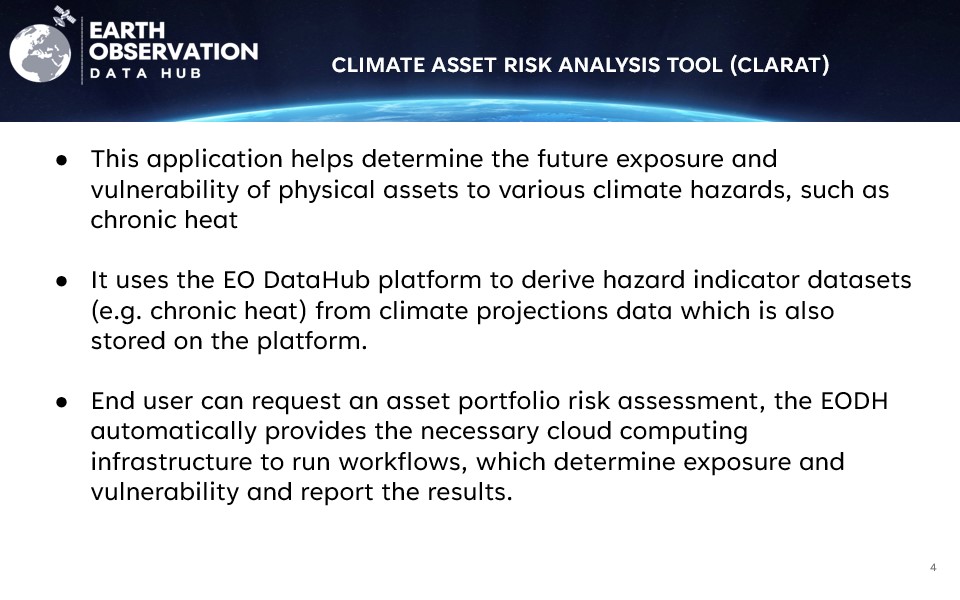 EARTH
OBSERVATION
DATA HUB
CLIMATE ASSET RISK ANALYSIS TOOL (CLARAT)
● This application helps determine the future exposure and
vulnerability of physical assets to various climate hazards, such as
chronic heat
● It uses the EO DataHub platform to derive hazard indicator datasets
(e.g. chronic heat) from climate projections data which is also
stored on the platform.
● End user can request an asset portfolio risk assessment, the EODH
automatically provides the necessary cloud computing
infrastructure to run workflows, which determine exposure and
vulnerability and report the results.
4